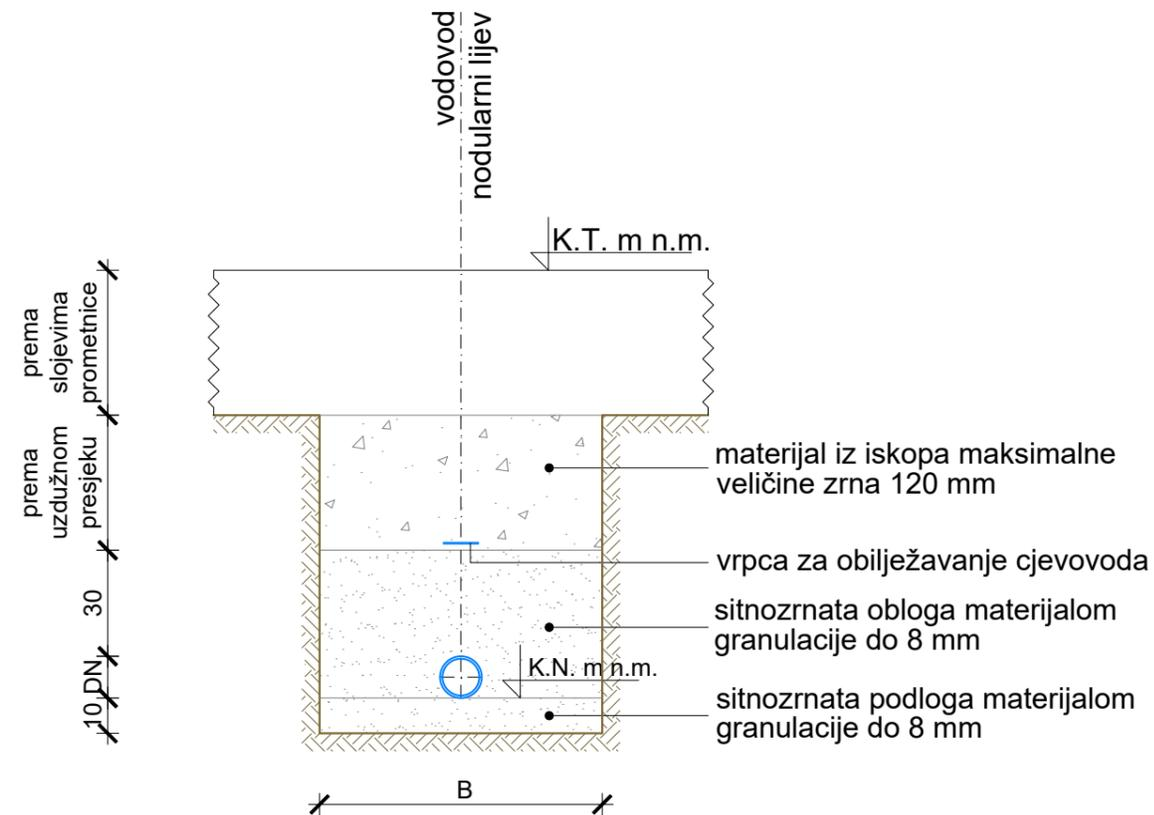 vodovod
nodularni lijev
K.T. m n.m.
prema
slojevima
prometnice
prema
uzdužnom
presjeku
materijal iz iskopa maksimalne
veličine zrna 120 mm
vrpca za obilježavanje cjevovoda
30
sitnozrnata obloga materijalom
granulacije do 8 mm
K.N. m n.m.
DN
10
sitnozrnata podloga materijalom
granulacije do 8 mm
B